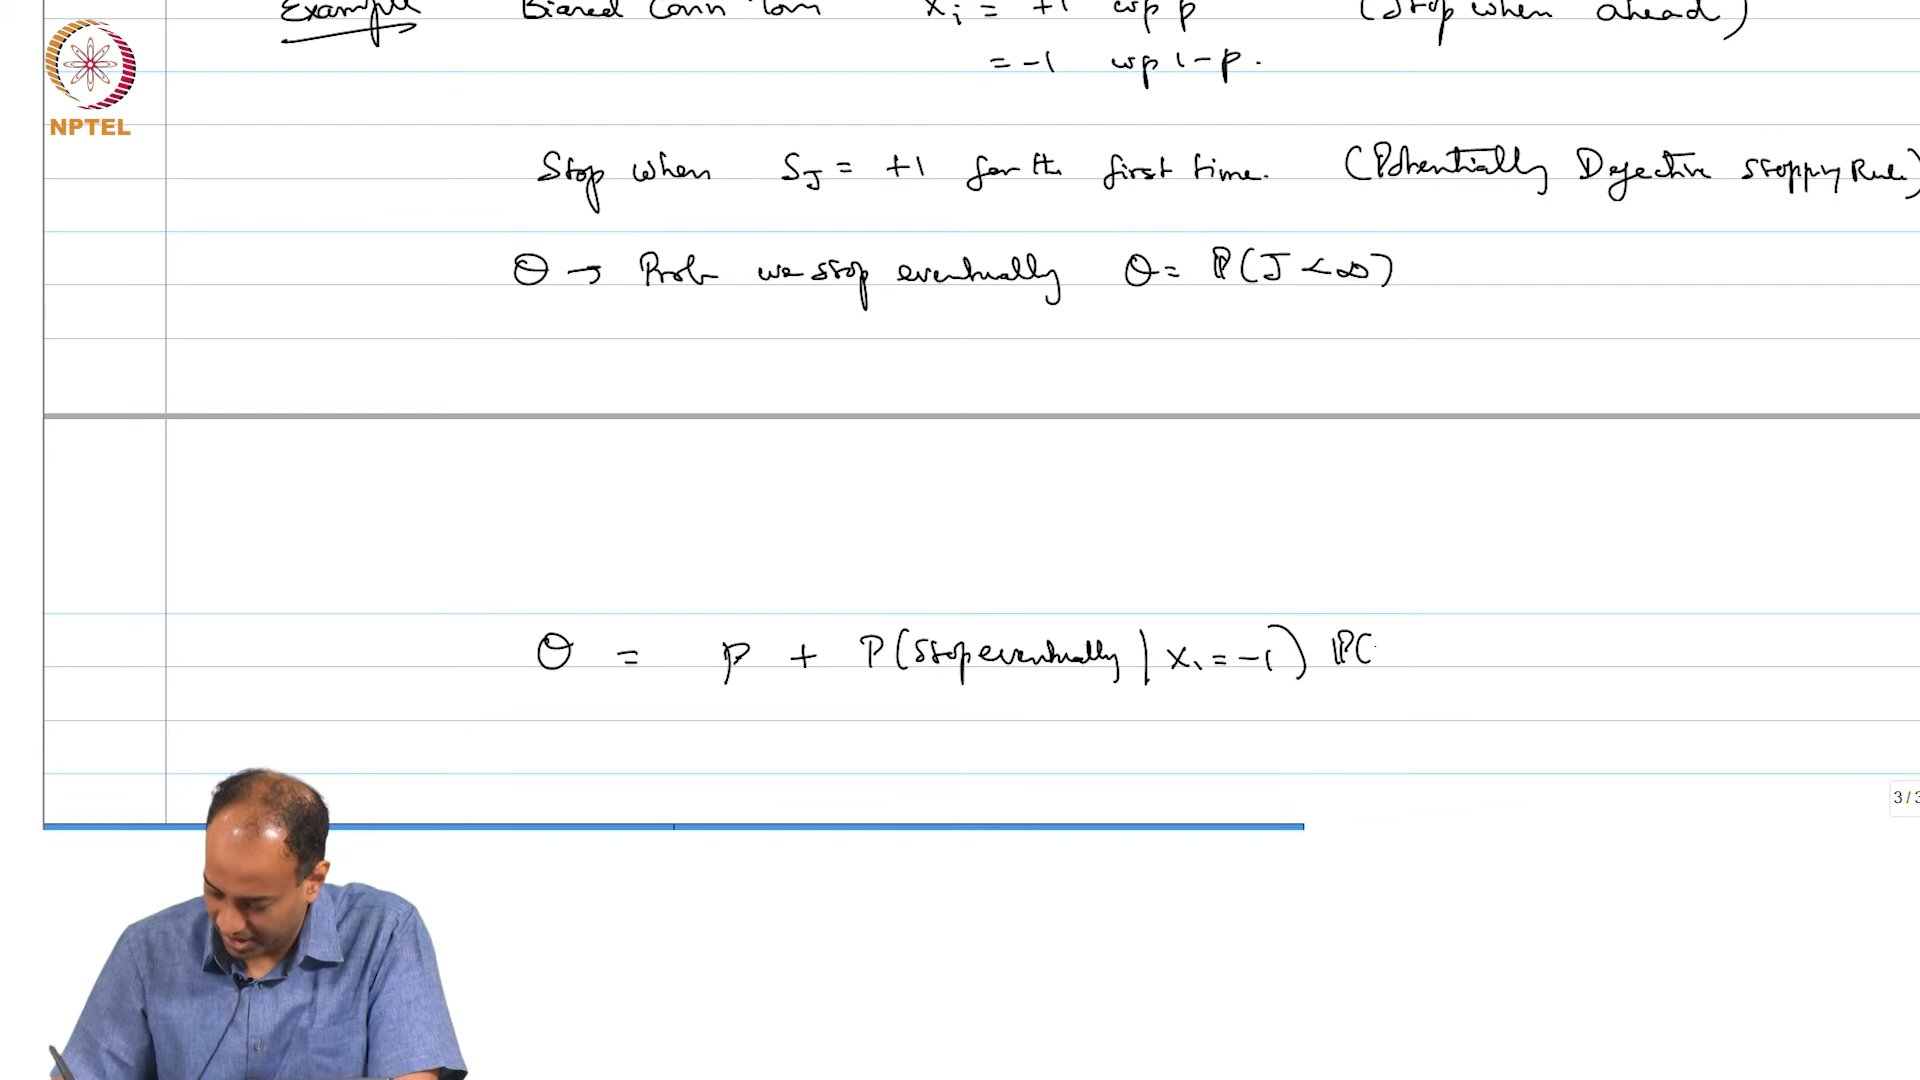 Example Biased Coin Toss X_i = +1 wp p (Stop when ahead)
= -1 wp 1-p.
NPTEL
Stop when S_J = +1 for the first time. (Potentially Defective Stopping Rule)
θ → Prob we stop eventually θ = ℙ(J < ∞)
θ = p + P(stop eventually | X_1 = -1) ℙ(
3/3